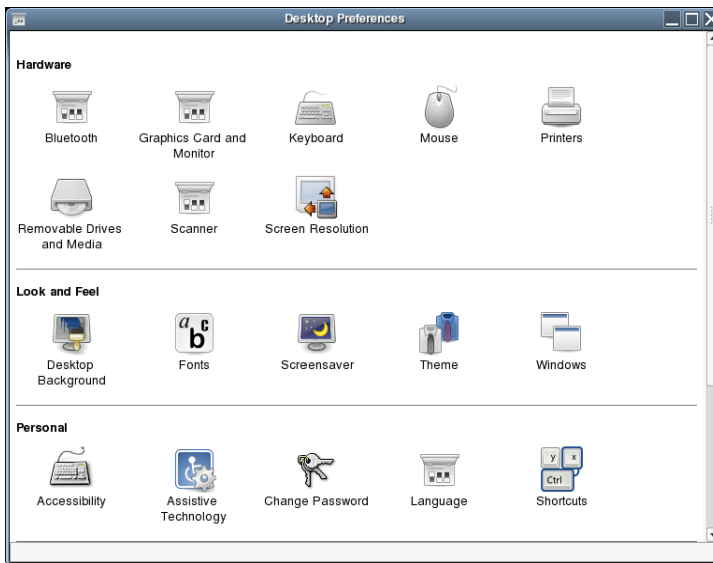 Desktop Preferences
Hardware
Bluetooth
Graphics Card and
Monitor
Keyboard
Mouse
Printers
Removable Drives
and Media
Scanner
Screen Resolution
Look and Feel
Desktop
Background
a b c
Fonts
Screensaver
Theme
Windows
Personal
Accessibility
Assistive
Technology
Change Password
Language
y x
Ctrl
Shortcuts